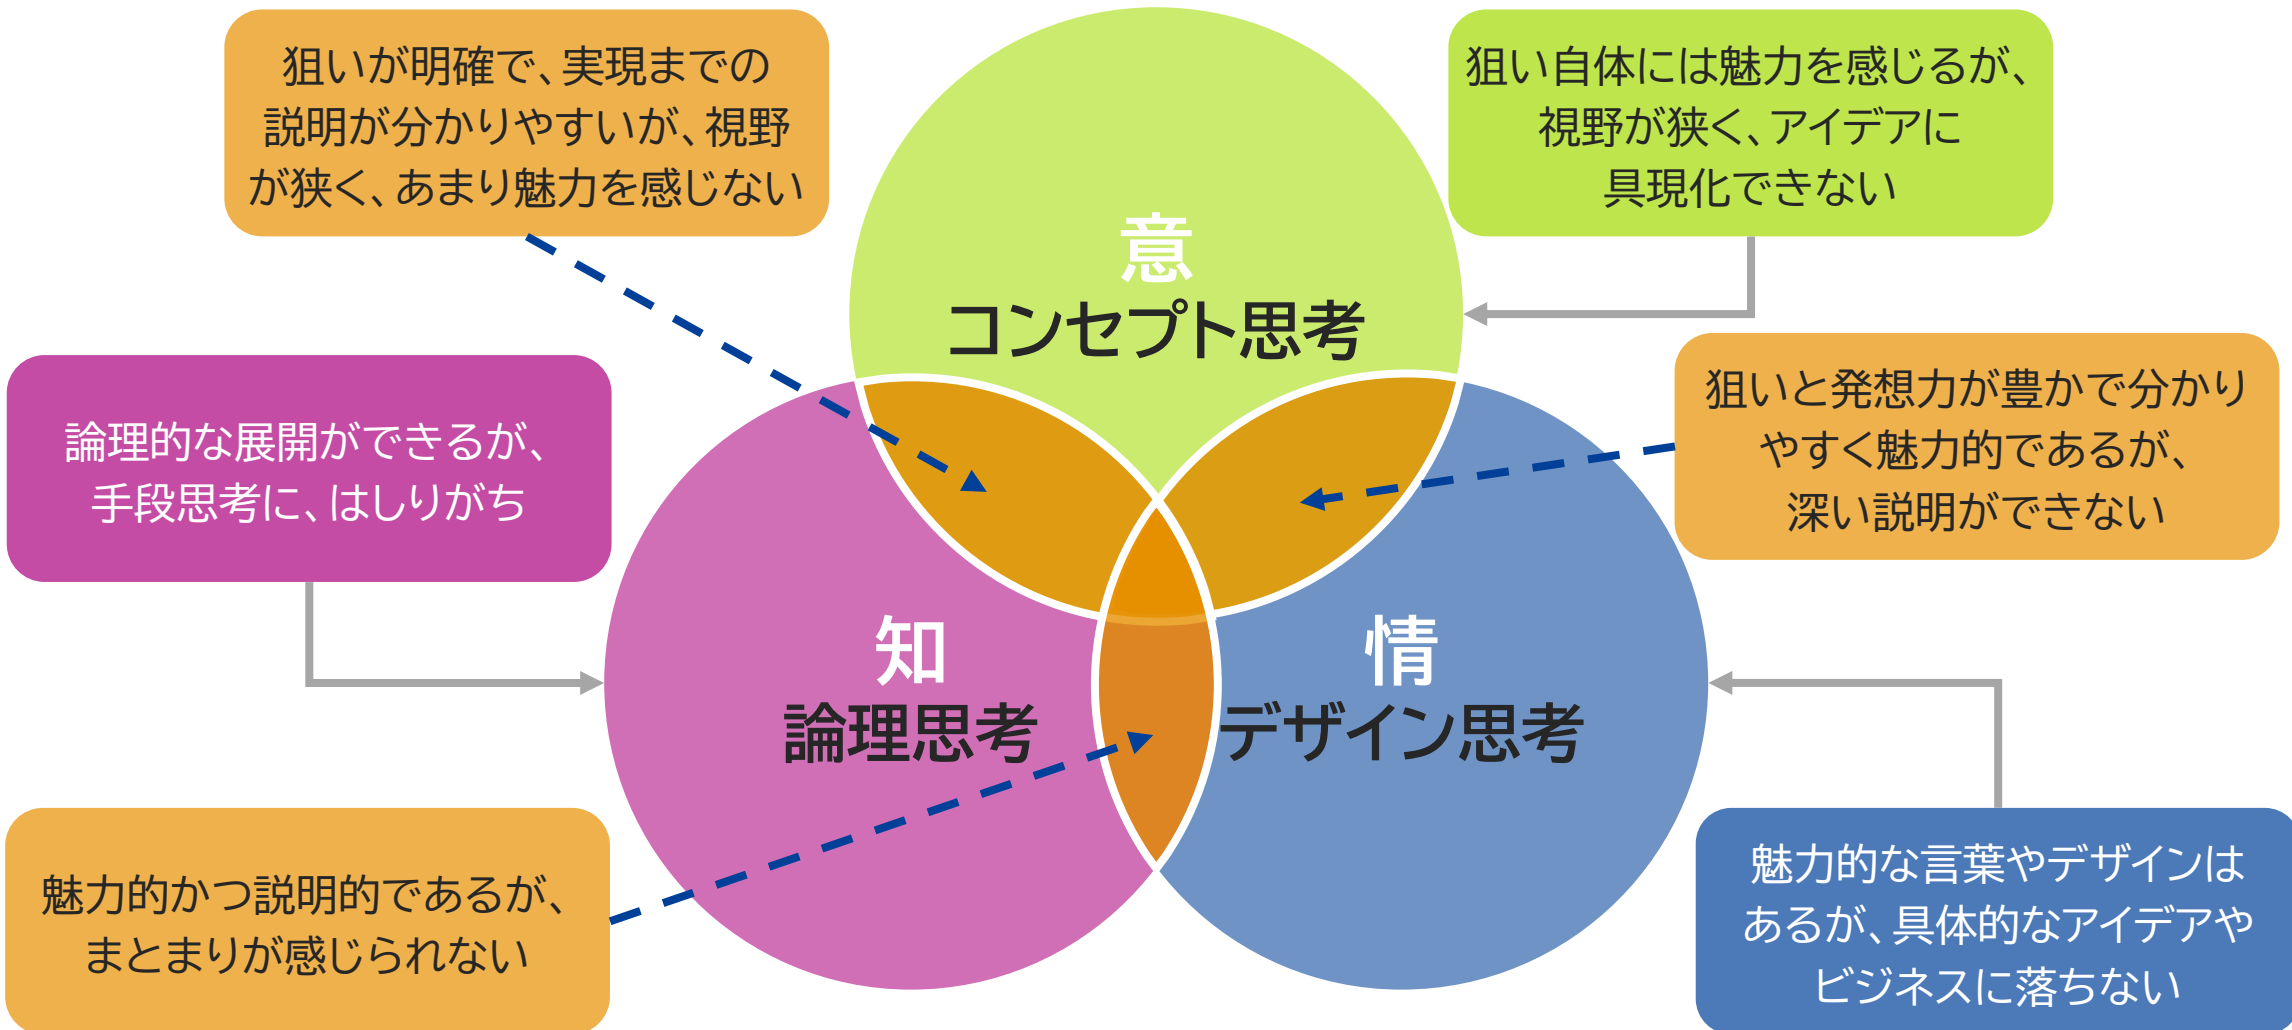 狙いが明確で、実現までの
説明が分かりやすいが、視野
が狭く、あまり魅力を感じない
狙い自体には魅力を感じるが、
視野が狭く、アイデアに
具現化できない
意
コンセプト思考
論理的な展開ができるが、
手段思考に、はしりがち
狙いと発想力が豊かで分かり
やすく魅力的であるが、
深い説明ができない
知
論理思考
情
デザイン思考
魅力的かつ説明的であるが、
まとまりが感じられない
魅力的な言葉やデザインは
あるが、具体的なアイデアや
ビジネスに落ちない